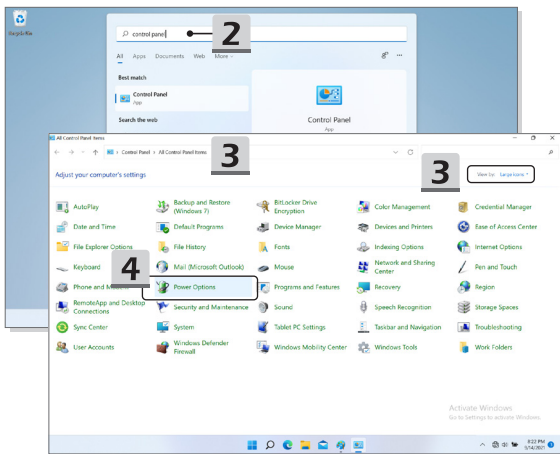 Recycle Bin
control panel
2
All Apps Documents Web More
Best match
Control Panel
App
Search the web
Control Panel
App
All Control Panel Items
Control Panel > All Control Panel Items
3
3
Adjust your computer's settings
View by: Large icons
AutoPlay
Backup and Restore (Windows 7)
BitLocker Drive Encryption
Color Management
Credential Manager
Date and Time
Default Programs
Device Manager
Devices and Printers
Ease of Access Center
File Explorer Options
File History
Fonts
Indexing Options
Internet Options
Keyboard
4
Mail (Microsoft Outlook)
Mouse
Network and Sharing Center
Pen and Touch
Phone and
Power Options
Programs and Features
Recovery
Region
RemoteApp and Desktop Connections
Security and Maintenance
Sound
Speech Recognition
Storage Spaces
Sync Center
System
Tablet PC Settings
Taskbar and Navigation
Troubleshooting
User Accounts
Windows Defender Firewall
Windows Mobility Center
Windows Tools
Work Folders
Activate Windows
Go to Settings to activate Windows.
8:22 PM
5/14/2021